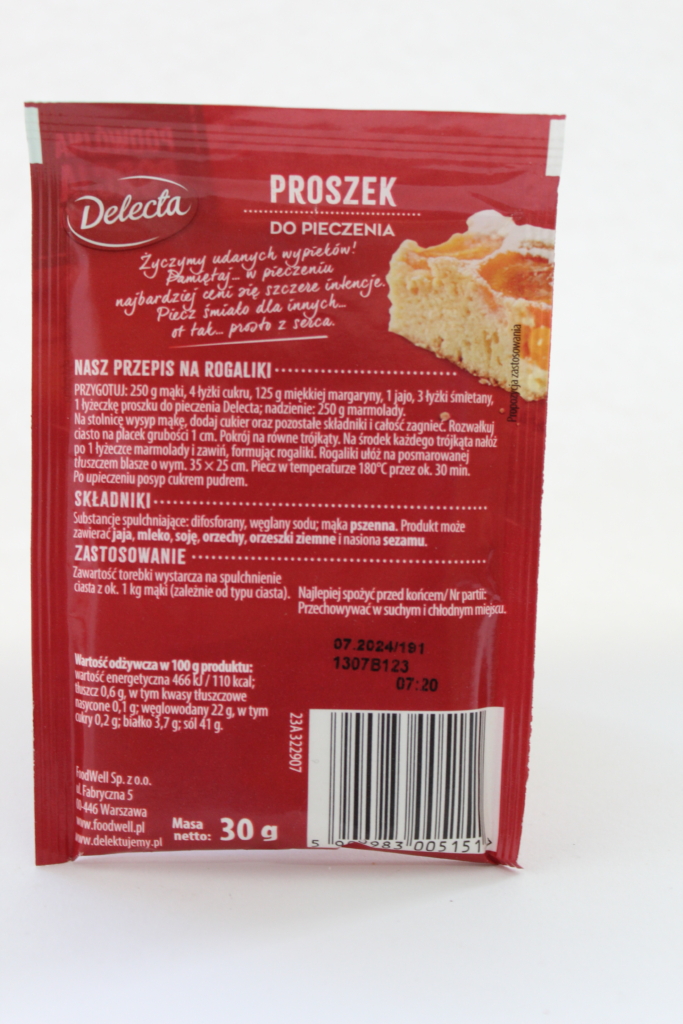 Delecta
PROSZEK
DO PIECZENIA
Życzymy udanych wypieków!
Pamiętaj... w pieczeniu
najbardziej ceni się szczere intencje.
Piecz śmiało dla innych...
ot tak... prosto z serca.
Propozycja zastosowania
NASZ PRZEPIS NA ROGALIKI
PRZYGOTUJ: 250 g mąki, 4 łyżki cukru, 125 g miękkiej margaryny, 1 jajo, 3 łyżki śmietany,
1 łyżeczkę proszku do pieczenia Delecta; nadzienie: 250 g marmolady.
Na stolnicę wysyp mąkę, dodaj cukier oraz pozostałe składniki i całość zagnieć. Rozwałkuj
ciasto na placek grubości 1 cm. Pokrój na równe trójkąty. Na środek każdego trójkąta nałóż
po 1 łyżeczce marmolady i zawiń, formując rogaliki. Rogaliki ułóż na posmarowanej
tłuszczem blasze o wym. 35 × 25 cm. Piecz w temperaturze 180°C przez ok. 30 min.
Po upieczeniu posyp cukrem pudrem.
SKŁADNIKI
Substancje spulchniające: difosforany, węglany sodu; mąka pszenna. Produkt może
zawierać jaja, mleko, soję, orzechy, orzeszki ziemne i nasiona sezamu.
ZASTOSOWANIE
Zawartość torebki wystarcza na spulchnienie
ciasta z ok. 1 kg mąki (zależnie od typu ciasta).
Najlepiej spożyć przed końcem/ Nr partii:
Przechowywać w suchym i chłodnym miejscu.
07.2024/191
1307B123
07:20
Wartość odżywcza w 100 g produktu:
wartość energetyczna 466 kJ / 110 kcal;
tłuszcz 0,6 g, w tym kwasy tłuszczowe
nasycone 0,1 g; węglowodany 22 g, w tym
cukry 0,2 g; białko 3,7 g; sól 41 g.
23A 322907
FoodWell Sp. z o.o.
ul. Fabryczna 5
00-446 Warszawa
www.foodwell.pl
www.delektujemy.pl
Masa
netto: 30 g
005151